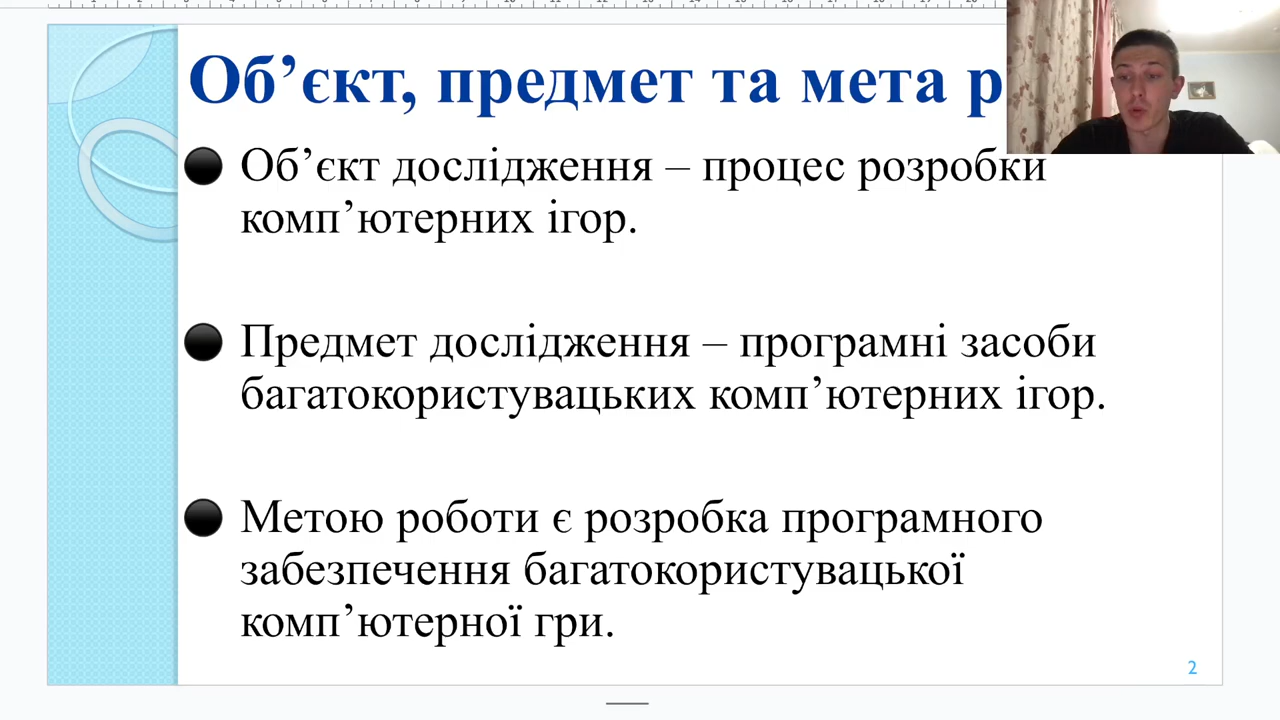 Об’єкт, предмет та мета
Об’єкт дослідження – процес розробки
комп’ютерних ігор.
Предмет дослідження – програмні засоби
багатокористувацьких комп’ютерних ігор.
Метою роботи є розробка програмного
забезпечення багатокористувацької
комп’ютерної гри.
2